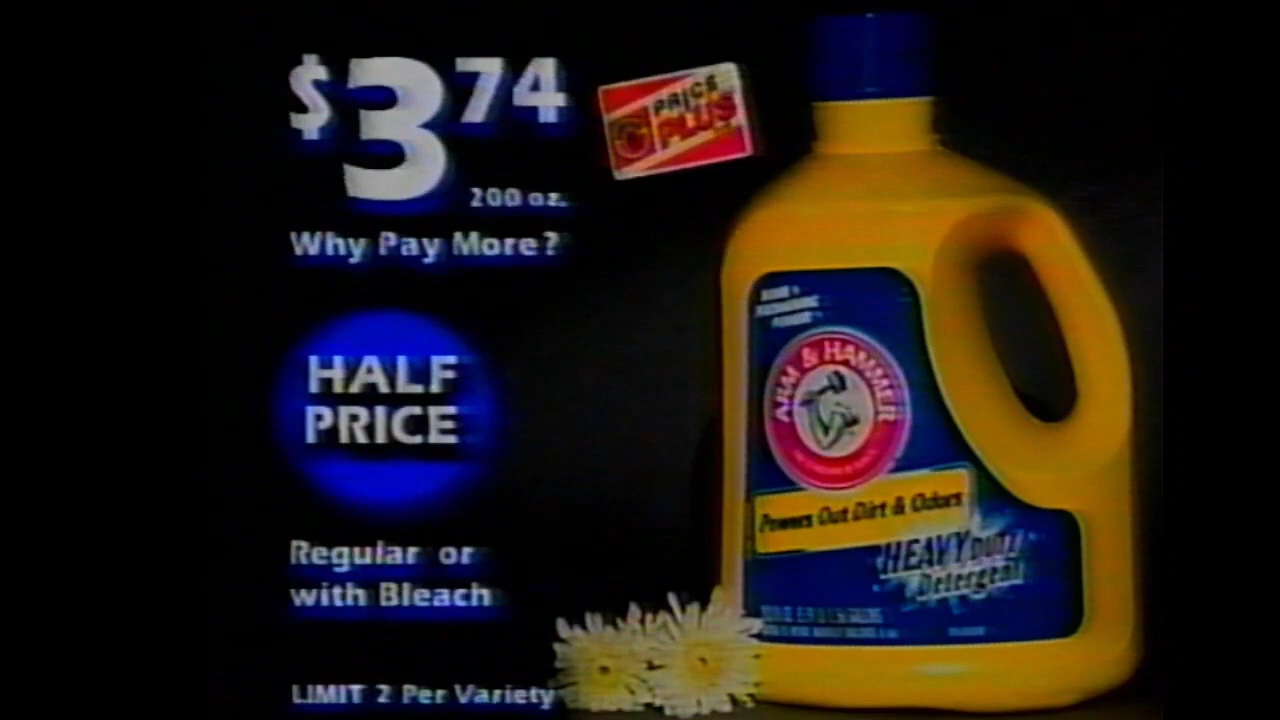 $3 74
200 oz.
Why Pay More?
PRICE
PLUS
HALF
PRICE
Regular or
with Bleach
LIMIT 2 Per Variety
ARM & HAMMER
Powers Out Dirt & Odors
HEAVY DUTY
Detergent